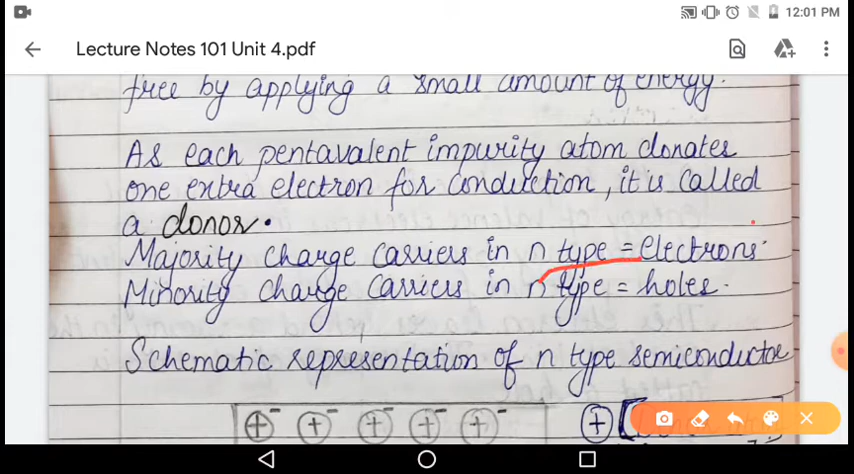 12:01 PM
Lecture Notes 101 Unit 4.pdf
free by applying a small amount of energy.
As each pentavalent impurity atom donates
one extra electron for conduction, it is called
a donor.
Majority charge carriers in n type = electrons.
Minority charge carriers in n type = holes.
Schematic representation of n type semiconductor
+ - + - + - + - + - +